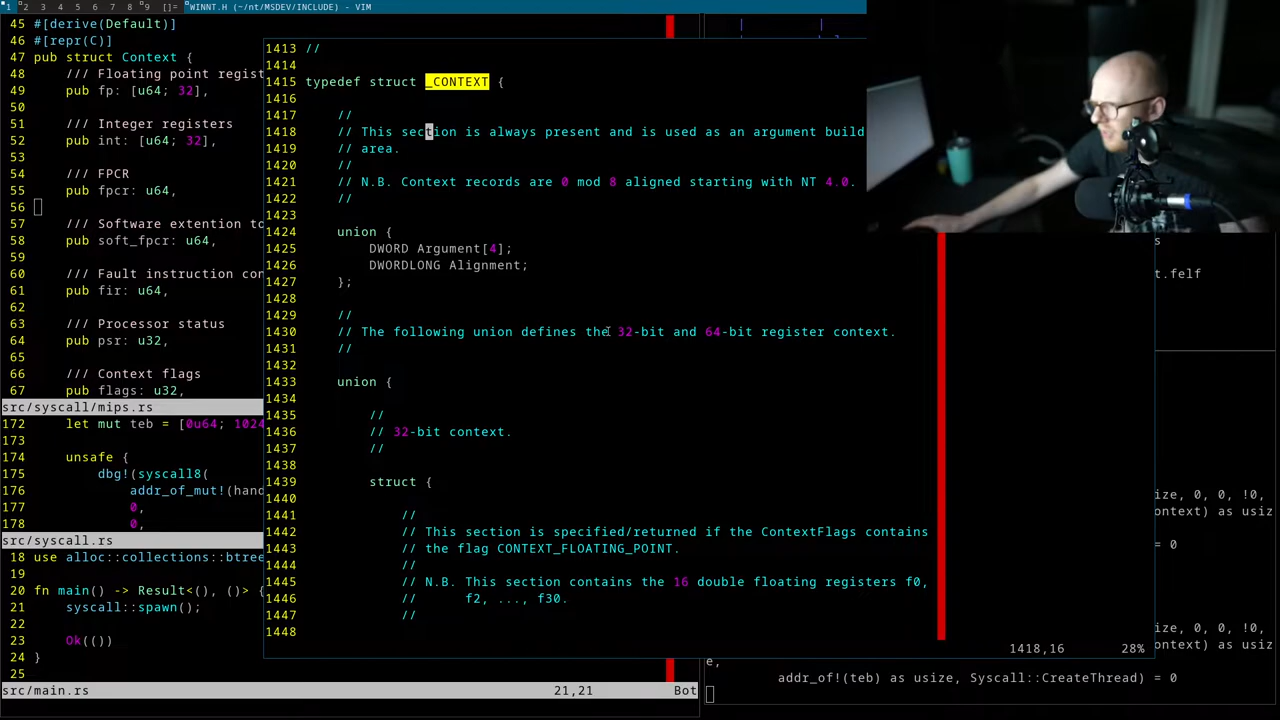 1 2 3 4 5 6 7 8 9 []= WINNT.H (~/nt/MSDEV/INCLUDE) - VIM
45 #[derive(Default)]
46 #[repr(C)]
47 pub struct Context {
48 /// Floating point regist
49 pub fp: [u64; 32],
50
51 /// Integer registers
52 pub int: [u64; 32],
53
54 /// FPCR
55 pub fpcr: u64,
56
57 /// Software extention to
58 pub soft_fpcr: u64,
59
60 /// Fault instruction con
61 pub fir: u64,
62
63 /// Processor status
64 pub psr: u32,
65
66 /// Context flags
67 pub flags: u32,
src/syscall/mips.rs
172 let mut teb = [0u64; 1024
173
174 unsafe {
175 dbg!(syscall8(
176 addr_of_mut!(hand
177 0,
178 0,
src/syscall.rs
18 use alloc::collections::btree
19
20 fn main() -> Result<(), ()> {
21 syscall::spawn();
22
23 Ok(())
24 }
25
src/main.rs 21,21 Bot
1413 //
1414
1415 typedef struct _CONTEXT {
1416
1417 //
1418 // This section is always present and is used as an argument build
1419 // area.
1420 //
1421 // N.B. Context records are 0 mod 8 aligned starting with NT 4.0.
1422 //
1423
1424 union {
1425 DWORD Argument[4];
1426 DWORDLONG Alignment;
1427 };
1428
1429 //
1430 // The following union defines the 32-bit and 64-bit register context.
1431 //
1432
1433 union {
1434
1435 //
1436 // 32-bit context.
1437 //
1438
1439 struct {
1440
1441 //
1442 // This section is specified/returned if the ContextFlags contains
1443 // the flag CONTEXT_FLOATING_POINT.
1444 //
1445 // N.B. This section contains the 16 double floating registers f0,
1446 // f2, ..., f30.
1447 //
1448
1418,16 28%
s
t.felf
ize, 0, 0, !0,
ontext) as usiz
= 0
ize, 0, 0, !0,
ontext) as usiz
e,
addr_of!(teb) as usize, Syscall::CreateThread) = 0